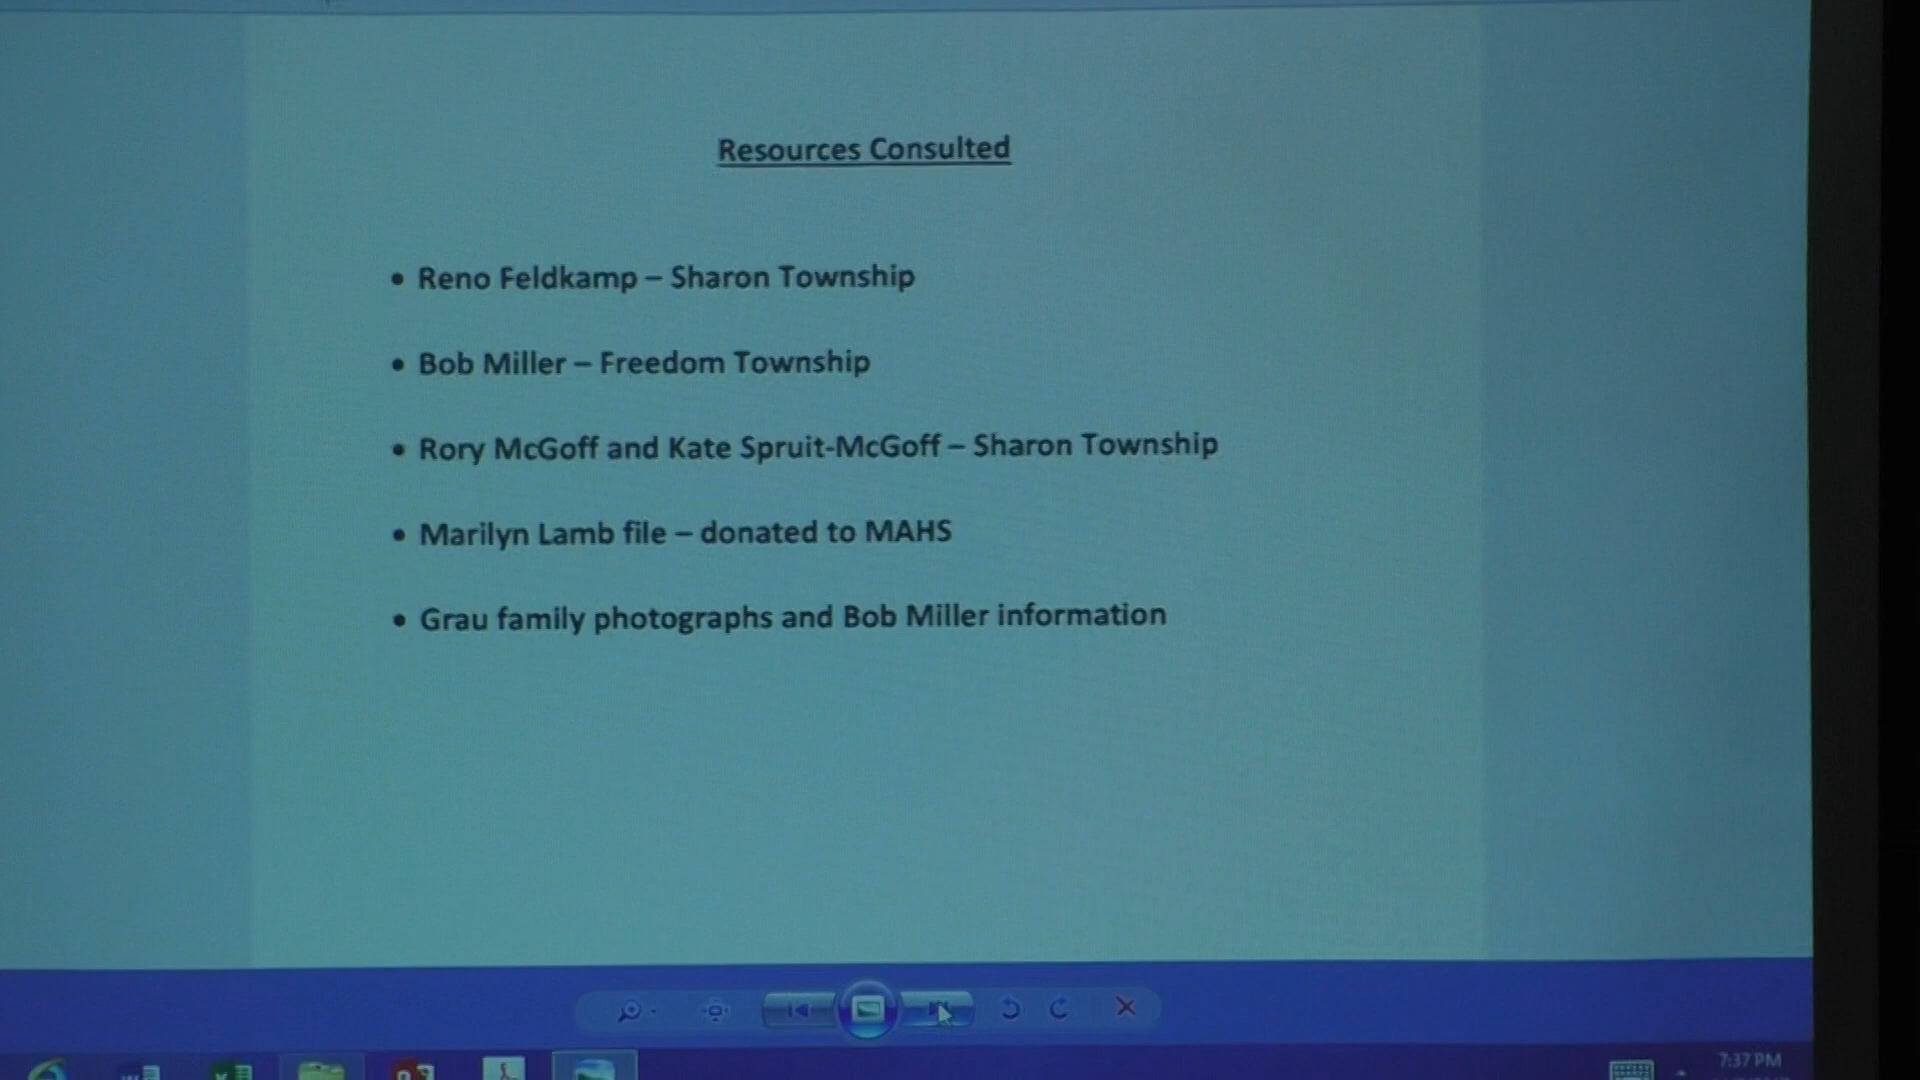 Resources Consulted
• Reno Feldkamp – Sharon Township
• Bob Miller – Freedom Township
• Rory McGoff and Kate Spruit-McGoff – Sharon Township
• Marilyn Lamb file – donated to MAHS
• Grau family photographs and Bob Miller information
7:37 PM